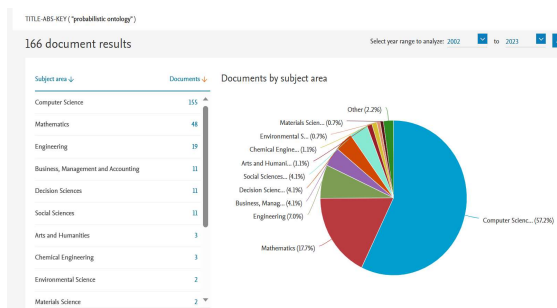 TITLE-ABS-KEY ( "probabilistic ontology" )
166 document results
Select year range to analyze: 2002 to 2023
Subject area Documents
Computer Science 155
Mathematics 48
Engineering 19
Business, Management and Accounting 11
Decision Sciences 11
Social Sciences 11
Arts and Humanities 3
Chemical Engineering 3
Environmental Science 2
Materials Science 2
Documents by subject area
Other (2.2%)
Materials Scien... (0.7%)
Environmental S... (0.7%)
Chemical Engine... (1.1%)
Arts and Humani... (1.1%)
Social Sciences... (4.1%)
Decision Scienc... (4.1%)
Business, Manag... (4.1%)
Engineering (7.0%)
Mathematics (17.7%)
Computer Scienc... (57.2%)